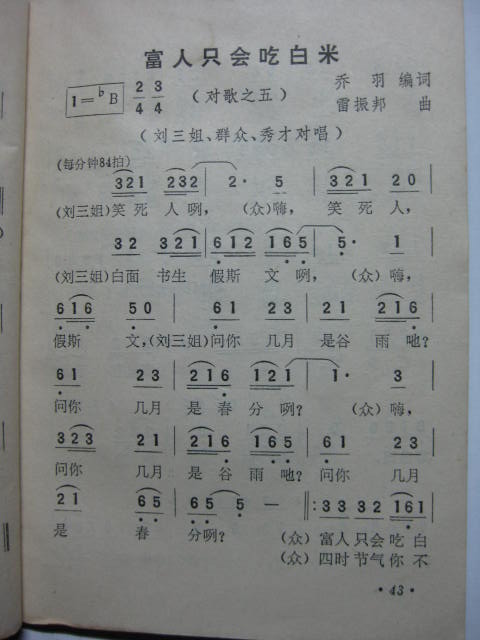 富人只会吃白米
1=♭B 2/4 3/4 （对歌之五） 乔羽编词
雷振邦 曲
（刘三姐、群众、秀才对唱）
（每分钟84拍）
321 232 | 2· 5 | 321 20 |
（刘三姐）笑死人咧，（众）嗨，笑死人，
32 321 | 612 165 | 5· 1 |
（刘三姐）白面书生假斯文咧，（众）嗨，
616 50 | 61 23 | 21 216 |
假斯文，（刘三姐）问你几月是谷雨吔？
61 23 | 216 121 | 1· 3 |
问你几月是春分咧？（众）嗨，
323 21 | 216 165 | 61 23 |
问你几月是谷雨吔？问你几月
21 65 | 65 5 — ‖: 33 32 161 |
是春分咧？（众）富人只会吃白
（众）四时节气你不
·43·